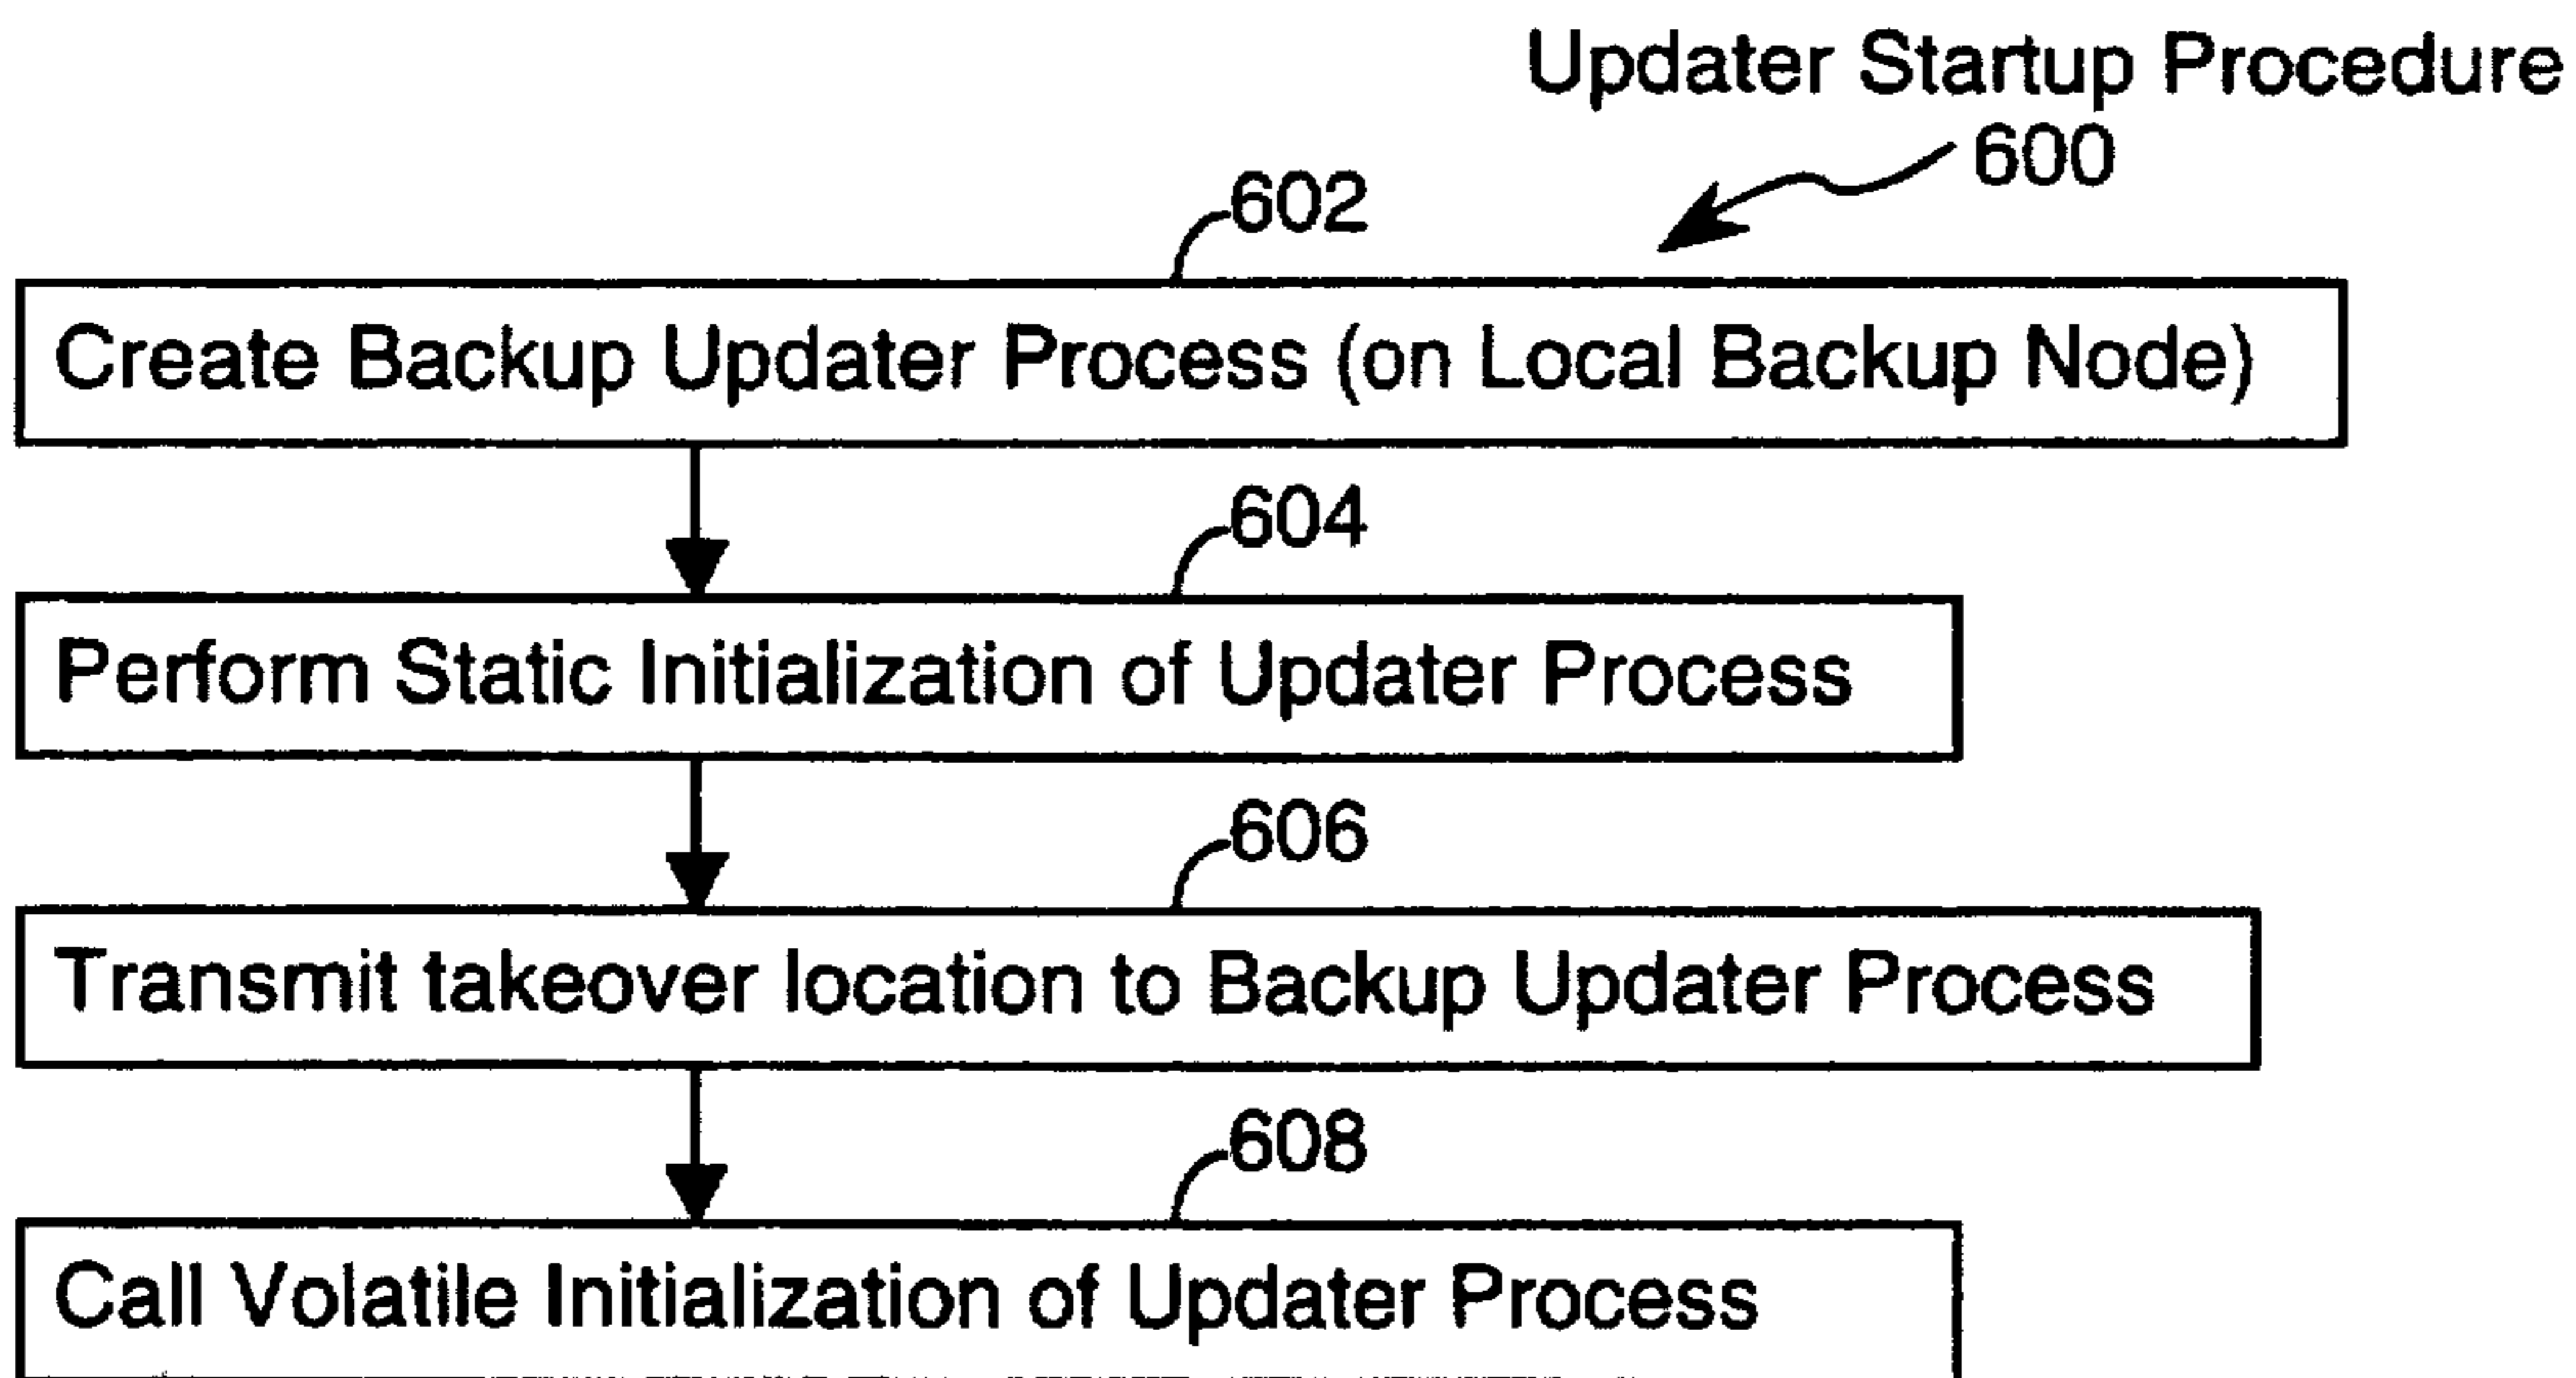 Updater Startup Procedure
600
602
Create Backup Updater Process (on Local Backup Node)
604
Perform Static Initialization of Updater Process
606
Transmit takeover location to Backup Updater Process
608
Call Volatile Initialization of Updater Process